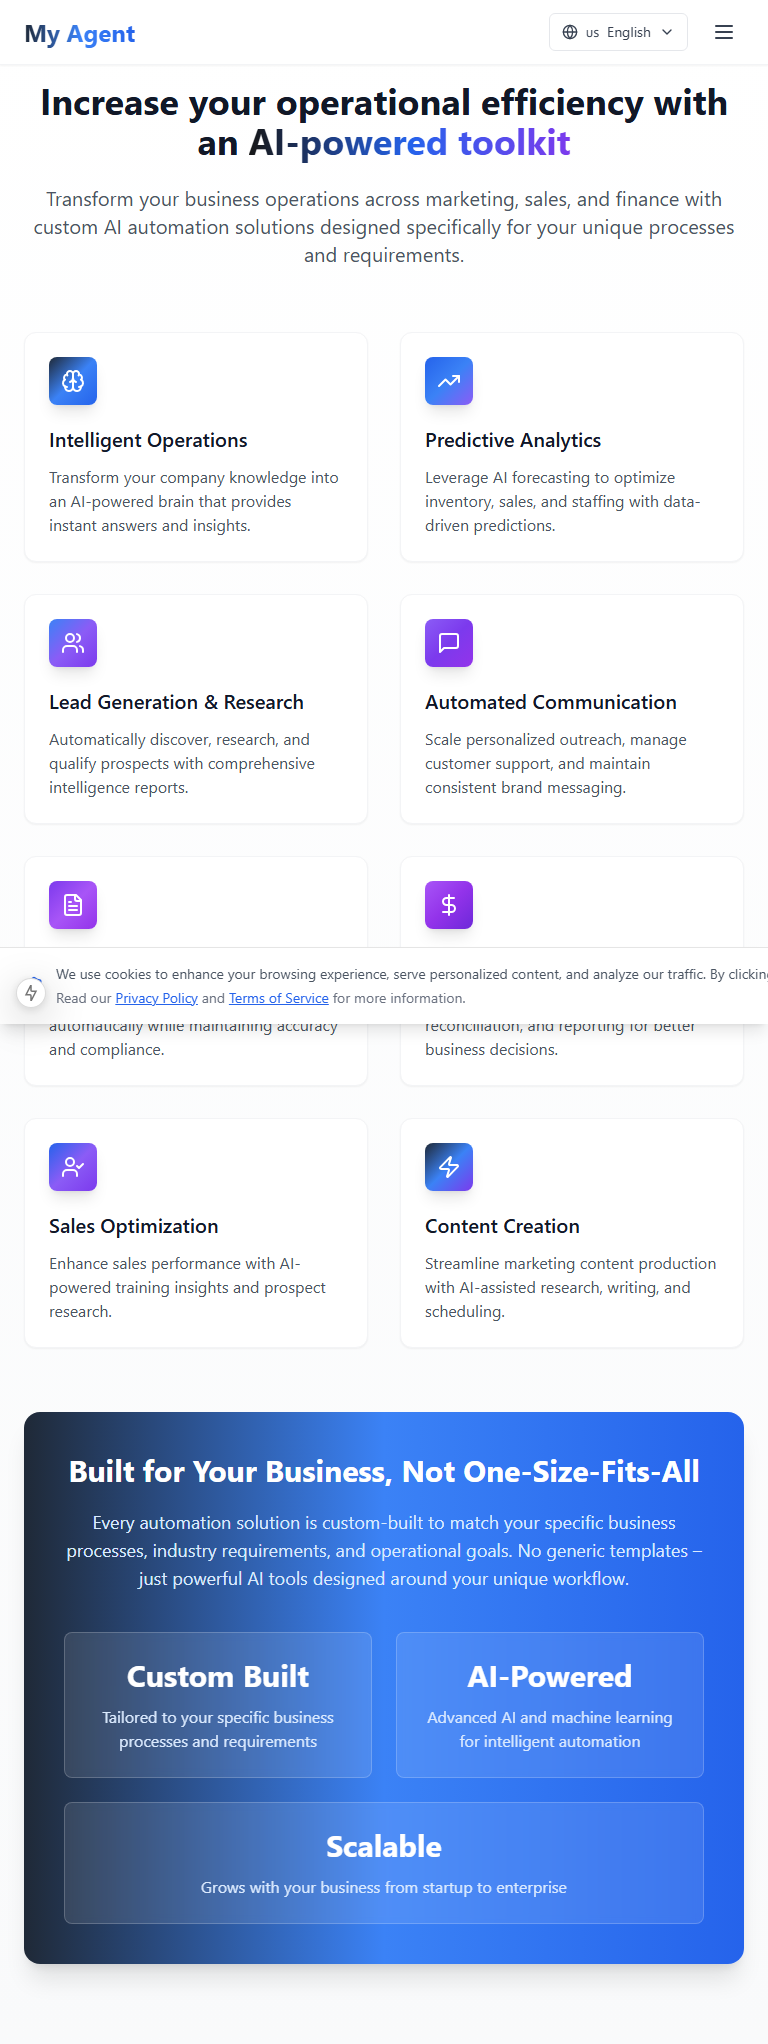 My Agent
us English
Increase your operational efficiency with
an AI-powered toolkit
Transform your business operations across marketing, sales, and finance with
custom AI automation solutions designed specifically for your unique processes
and requirements.
Intelligent Operations
Transform your company knowledge into
an AI-powered brain that provides
instant answers and insights.
Predictive Analytics
Leverage AI forecasting to optimize
inventory, sales, and staffing with data-
driven predictions.
Lead Generation & Research
Automatically discover, research, and
qualify prospects with comprehensive
intelligence reports.
Automated Communication
Scale personalized outreach, manage
customer support, and maintain
consistent brand messaging.
We use cookies to enhance your browsing experience, serve personalized content, and analyze our traffic. By clicking
Read our Privacy Policy and Terms of Service for more information.
automatically while maintaining accuracy
and compliance.
reconciliation, and reporting for better
business decisions.
Sales Optimization
Enhance sales performance with AI-
powered training insights and prospect
research.
Content Creation
Streamline marketing content production
with AI-assisted research, writing, and
scheduling.
Built for Your Business, Not One-Size-Fits-All
Every automation solution is custom-built to match your specific business
processes, industry requirements, and operational goals. No generic templates –
just powerful AI tools designed around your unique workflow.
Custom Built
Tailored to your specific business
processes and requirements
AI-Powered
Advanced AI and machine learning
for intelligent automation
Scalable
Grows with your business from startup to enterprise